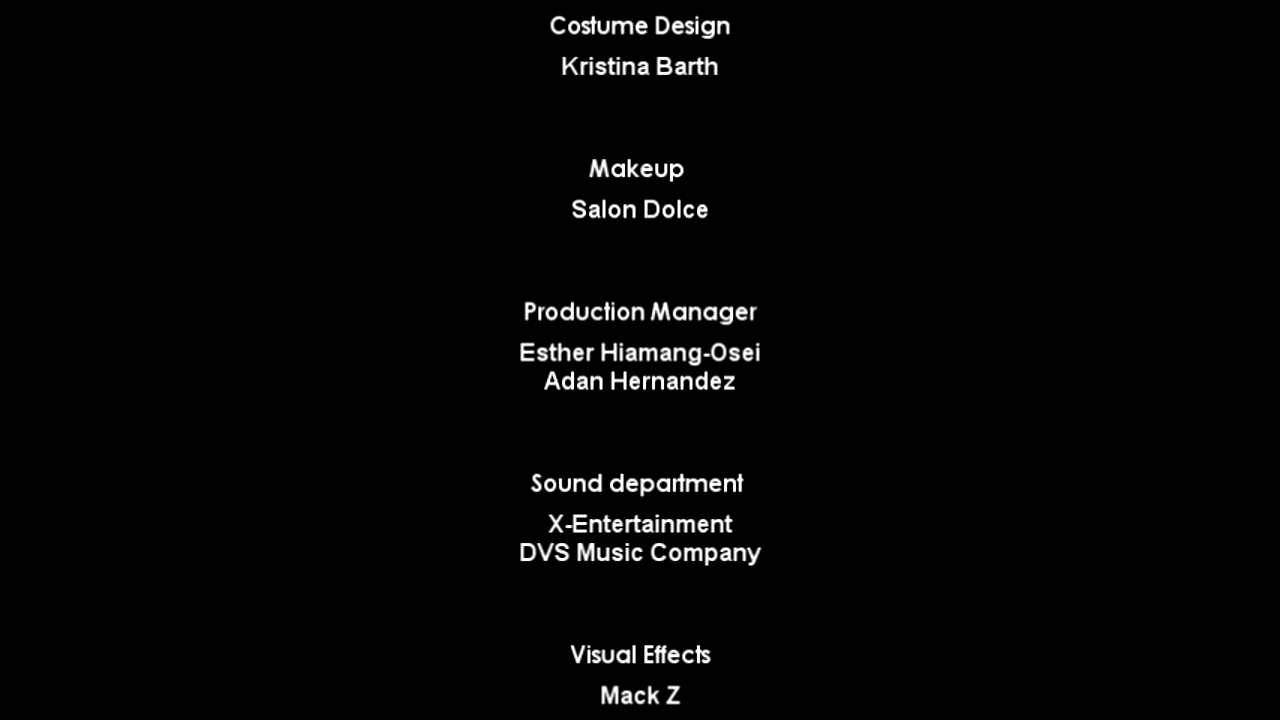 Costume Design
Kristina Barth
Makeup
Salon Dolce
Production Manager
Esther Hiamang-Osei
Adan Hernandez
Sound department
X-Entertainment
DVS Music Company
Visual Effects
Mack Z